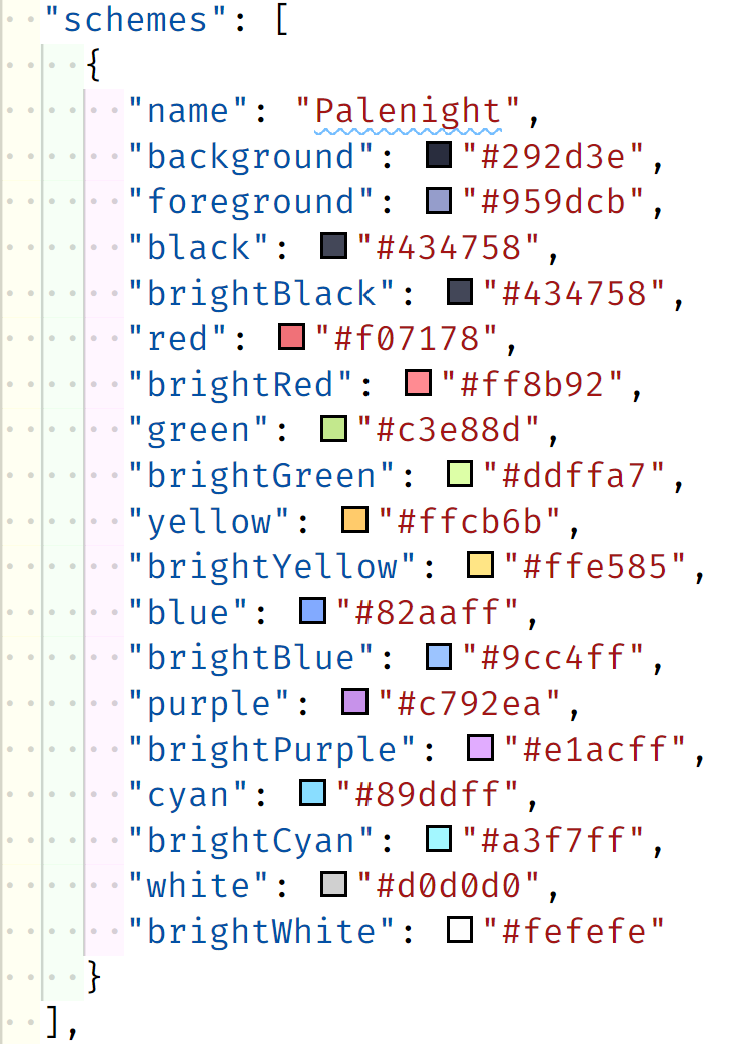 "schemes": [
{
"name": "Palenight",
"background": "#292d3e",
"foreground": "#959dcb",
"black": "#434758",
"brightBlack": "#434758",
"red": "#f07178",
"brightRed": "#ff8b92",
"green": "#c3e88d",
"brightGreen": "#ddffa7",
"yellow": "#ffcb6b",
"brightYellow": "#ffe585",
"blue": "#82aaff",
"brightBlue": "#9cc4ff",
"purple": "#c792ea",
"brightPurple": "#e1acff",
"cyan": "#89ddff",
"brightCyan": "#a3f7ff",
"white": "#d0d0d0",
"brightWhite": "#fefefe"
}
],